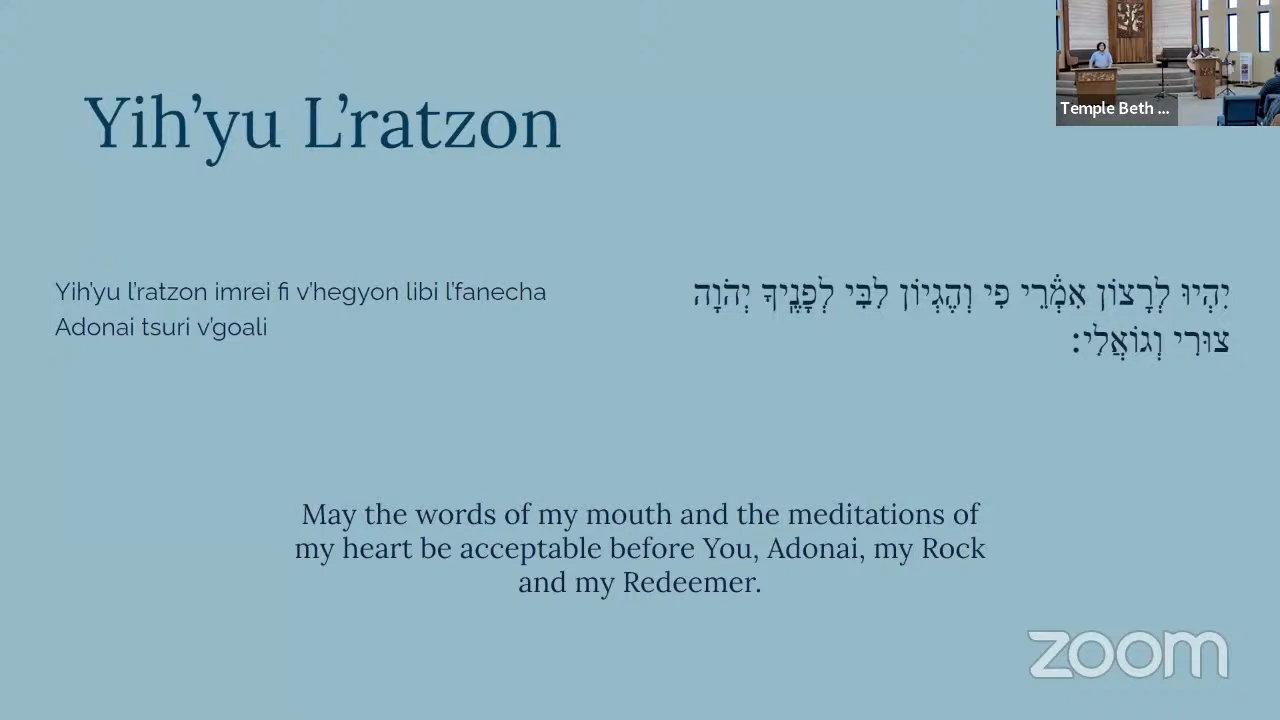 Temple Beth ...
Yih’yu L’ratzon
Yih’yu l’ratzon imrei fi v’hegyon libi l’fanecha
Adonai tsuri v’goali
יִהְיוּ לְרָצוֹן אִמְרֵי פִי וְהֶגְיוֹן לִבִּי לְפָנֶיךָ יְהֹוָה
צוּרִי וְגוֹאֲלִי׃
May the words of my mouth and the meditations of
my heart be acceptable before You, Adonai, my Rock
and my Redeemer.
zoom